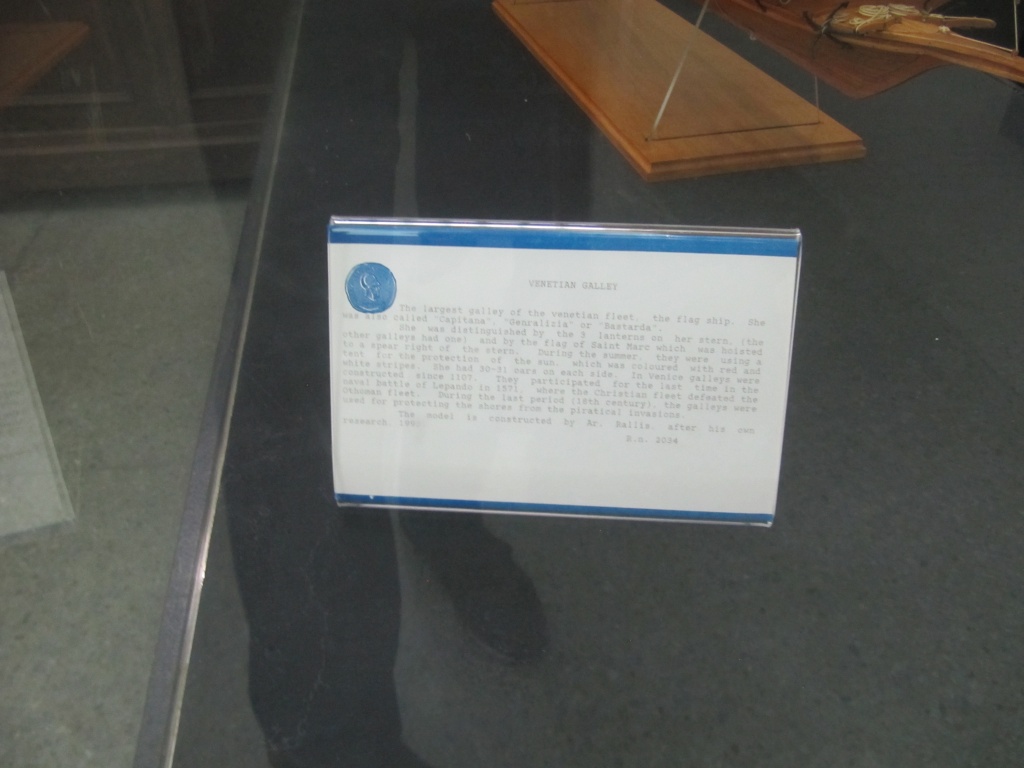 VENETIAN GALLEY
The largest galley of the venetian fleet, the flag ship. She
was also called "Capitana", "Genralizia" or "Bastarda".
She was distinguished by the 3 lanterns on her stern, (the
other galleys had one) and by the flag of Saint Marc which was hoisted
to a spear right of the stern. During the summer, they were using a
tent for the protection of the sun, which was coloured with red and
white stripes. She had 30-31 oars on each side. In Venice galleys were
constructed since 1107. They participated for the last time in the
naval battle of Lepando in 1571, where the Christian fleet defeated the
Othoman fleet. During the last period (18th century), the galleys were
used for protecting the shores from the piratical invasions.
The model is constructed by Ar. Rallis, after his own
research,
R.n. 2034